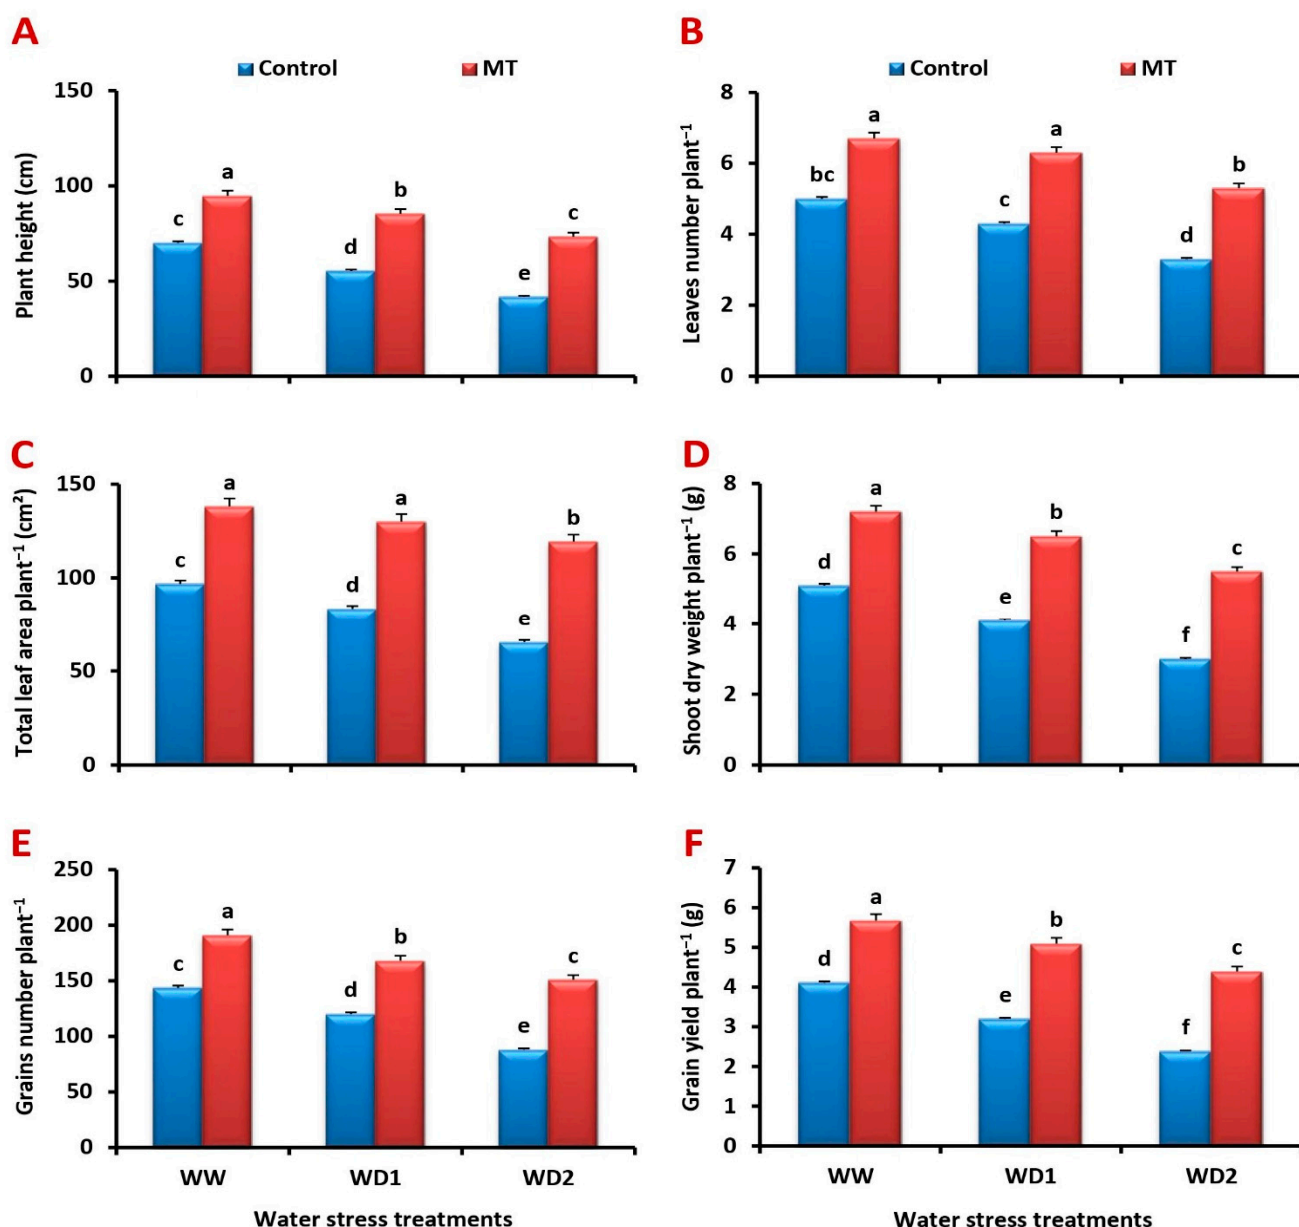 A
Control MT
150
100
50
0
Plant height (cm)
c a d b e c
B
Control MT
8
6
4
2
0
Leaves number plant⁻¹
bc a c a d b
C
150
100
50
0
Total leaf area plant⁻¹ (cm²)
c a d a e b
D
8
6
4
2
0
Shoot dry weight plant⁻¹ (g)
d a e b f c
E
250
200
150
100
50
0
Grains number plant⁻¹
c a d b e c
WW WD1 WD2
Water stress treatments
F
7
6
5
4
3
2
1
0
Grain yield plant⁻¹ (g)
d a e b f c
WW WD1 WD2
Water stress treatments